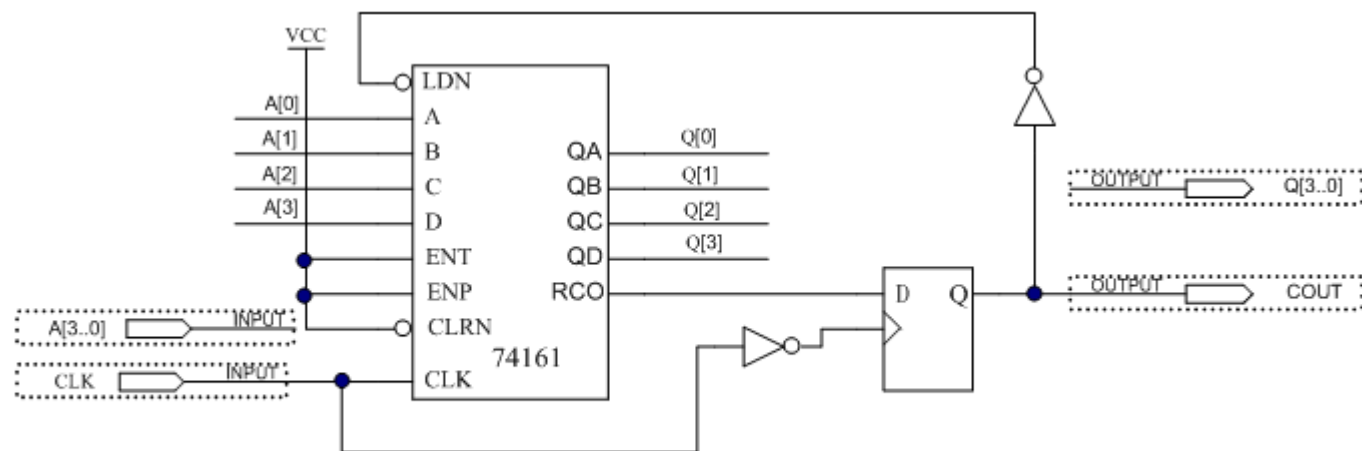 VCC
LDN
A[0]
A
A[1]
B
QA
Q[0]
A[2]
C
QB
Q[1]
OUTPUT
Q[3..0]
A[3]
D
QC
Q[2]
QD
Q[3]
ENT
ENP
RCO
D
Q
OUTPUT
COUT
A[3..0]
INPUT
CLRN
74161
CLK
INPUT
CLK